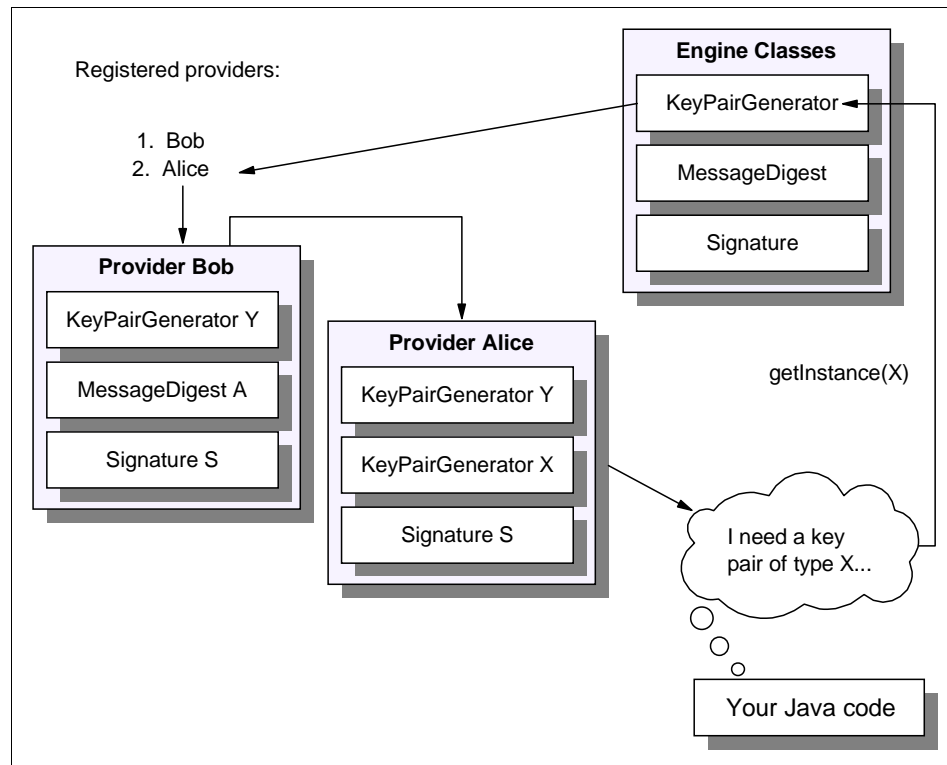 Registered providers:
1. Bob
2. Alice
Engine Classes
KeyPairGenerator
MessageDigest
Signature
Provider Bob
KeyPairGenerator Y
MessageDigest A
Signature S
Provider Alice
KeyPairGenerator Y
KeyPairGenerator X
Signature S
getInstance(X)
I need a key
pair of type X...
Your Java code